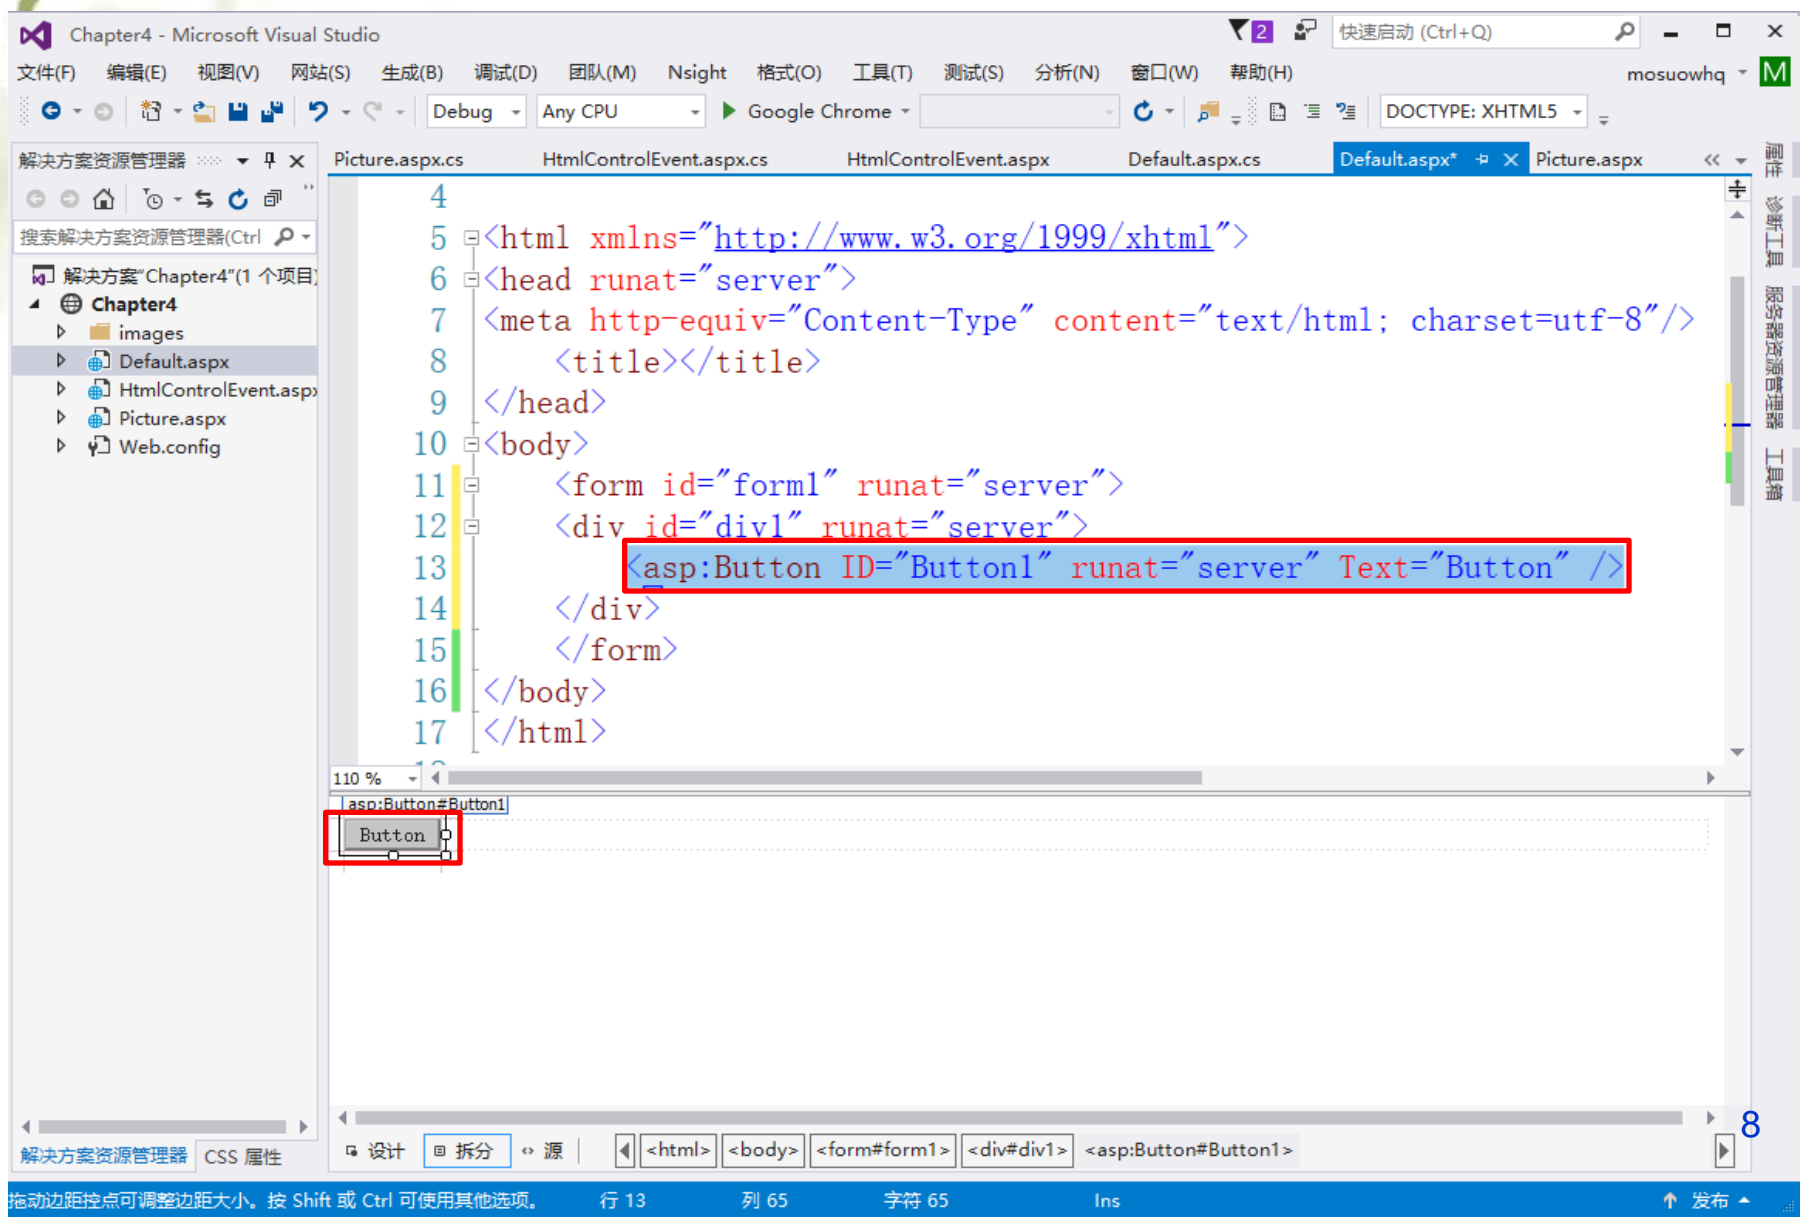 Chapter4 - Microsoft Visual Studio
2
快速启动 (Ctrl+Q)
文件(F) 编辑(E) 视图(V) 网站(S) 生成(B) 调试(D) 团队(M) Nsight 格式(O) 工具(T) 测试(S) 分析(N) 窗口(W) 帮助(H)
mosuowhq M
Debug Any CPU Google Chrome DOCTYPE: XHTML5
解决方案资源管理器
搜索解决方案资源管理器(Ctrl
解决方案"Chapter4"(1 个项目)
Chapter4
images
Default.aspx
HtmlControlEvent.aspx
Picture.aspx
Web.config
解决方案资源管理器 CSS 属性
Picture.aspx.cs HtmlControlEvent.aspx.cs HtmlControlEvent.aspx Default.aspx.cs Default.aspx* Picture.aspx
4
5 <html xmlns="http://www.w3.org/1999/xhtml">
6 <head runat="server">
7 <meta http-equiv="Content-Type" content="text/html; charset=utf-8"/>
8 <title></title>
9 </head>
10 <body>
11 <form id="form1" runat="server">
12 <div id="div1" runat="server">
13 <asp:Button ID="Button1" runat="server" Text="Button" />
14 </div>
15 </form>
16 </body>
17 </html>
110 %
asp:Button#Button1
Button
设计 拆分 源 <html> <body> <form#form1> <div#div1> <asp:Button#Button1>
属性
诊断工具
服务器资源管理器
工具箱
8
拖动边距控点可调整边距大小。按 Shift 或 Ctrl 可使用其他选项。 行 13 列 65 字符 65 Ins 发布